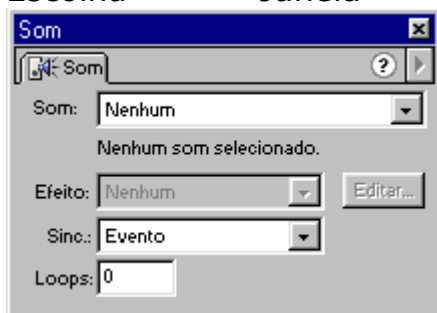 Som
Som ?
Som: Nenhum
Nenhum som selecionado.
Efeito: Nenhum Editar...
Sinc.: Evento
Loops: 0